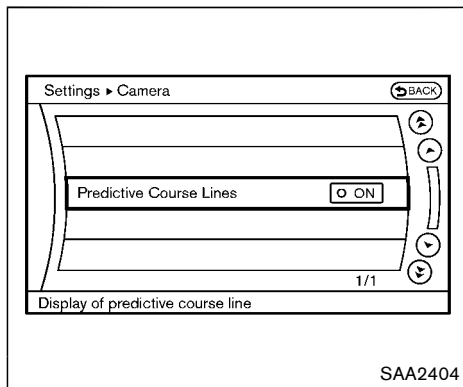 Settings ▸ Camera
BACK
Predictive Course Lines
ON
1/1
Display of predictive course line
SAA2404